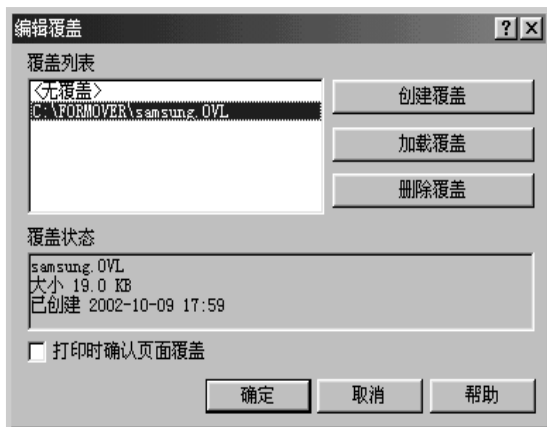 编辑覆盖
覆盖列表
<无覆盖>
C:\FORMOVER\samsung.OVL
创建覆盖
加载覆盖
删除覆盖
覆盖状态
samsung.OVL
大小 19.0 KB
已创建 2002-10-09 17:59
打印时确认页面覆盖
确定
取消
帮助